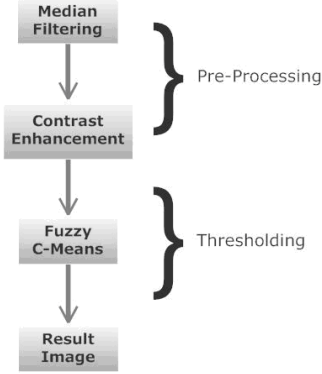 Median
Filtering
Pre-Processing
Contrast
Enhancement
Fuzzy
C-Means
Thresholding
Result
Image